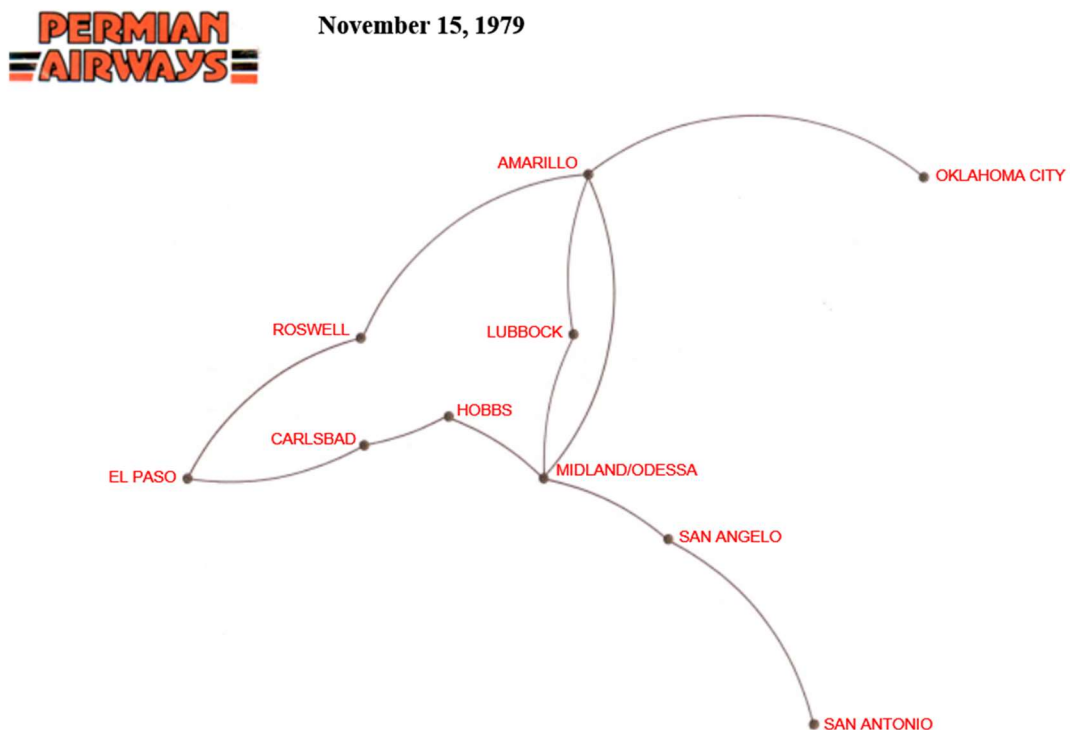 PERMIAN
AIRWAYS
November 15, 1979
AMARILLO
OKLAHOMA CITY
ROSWELL
LUBBOCK
HOBBS
CARLSBAD
EL PASO
MIDLAND/ODESSA
SAN ANGELO
SAN ANTONIO